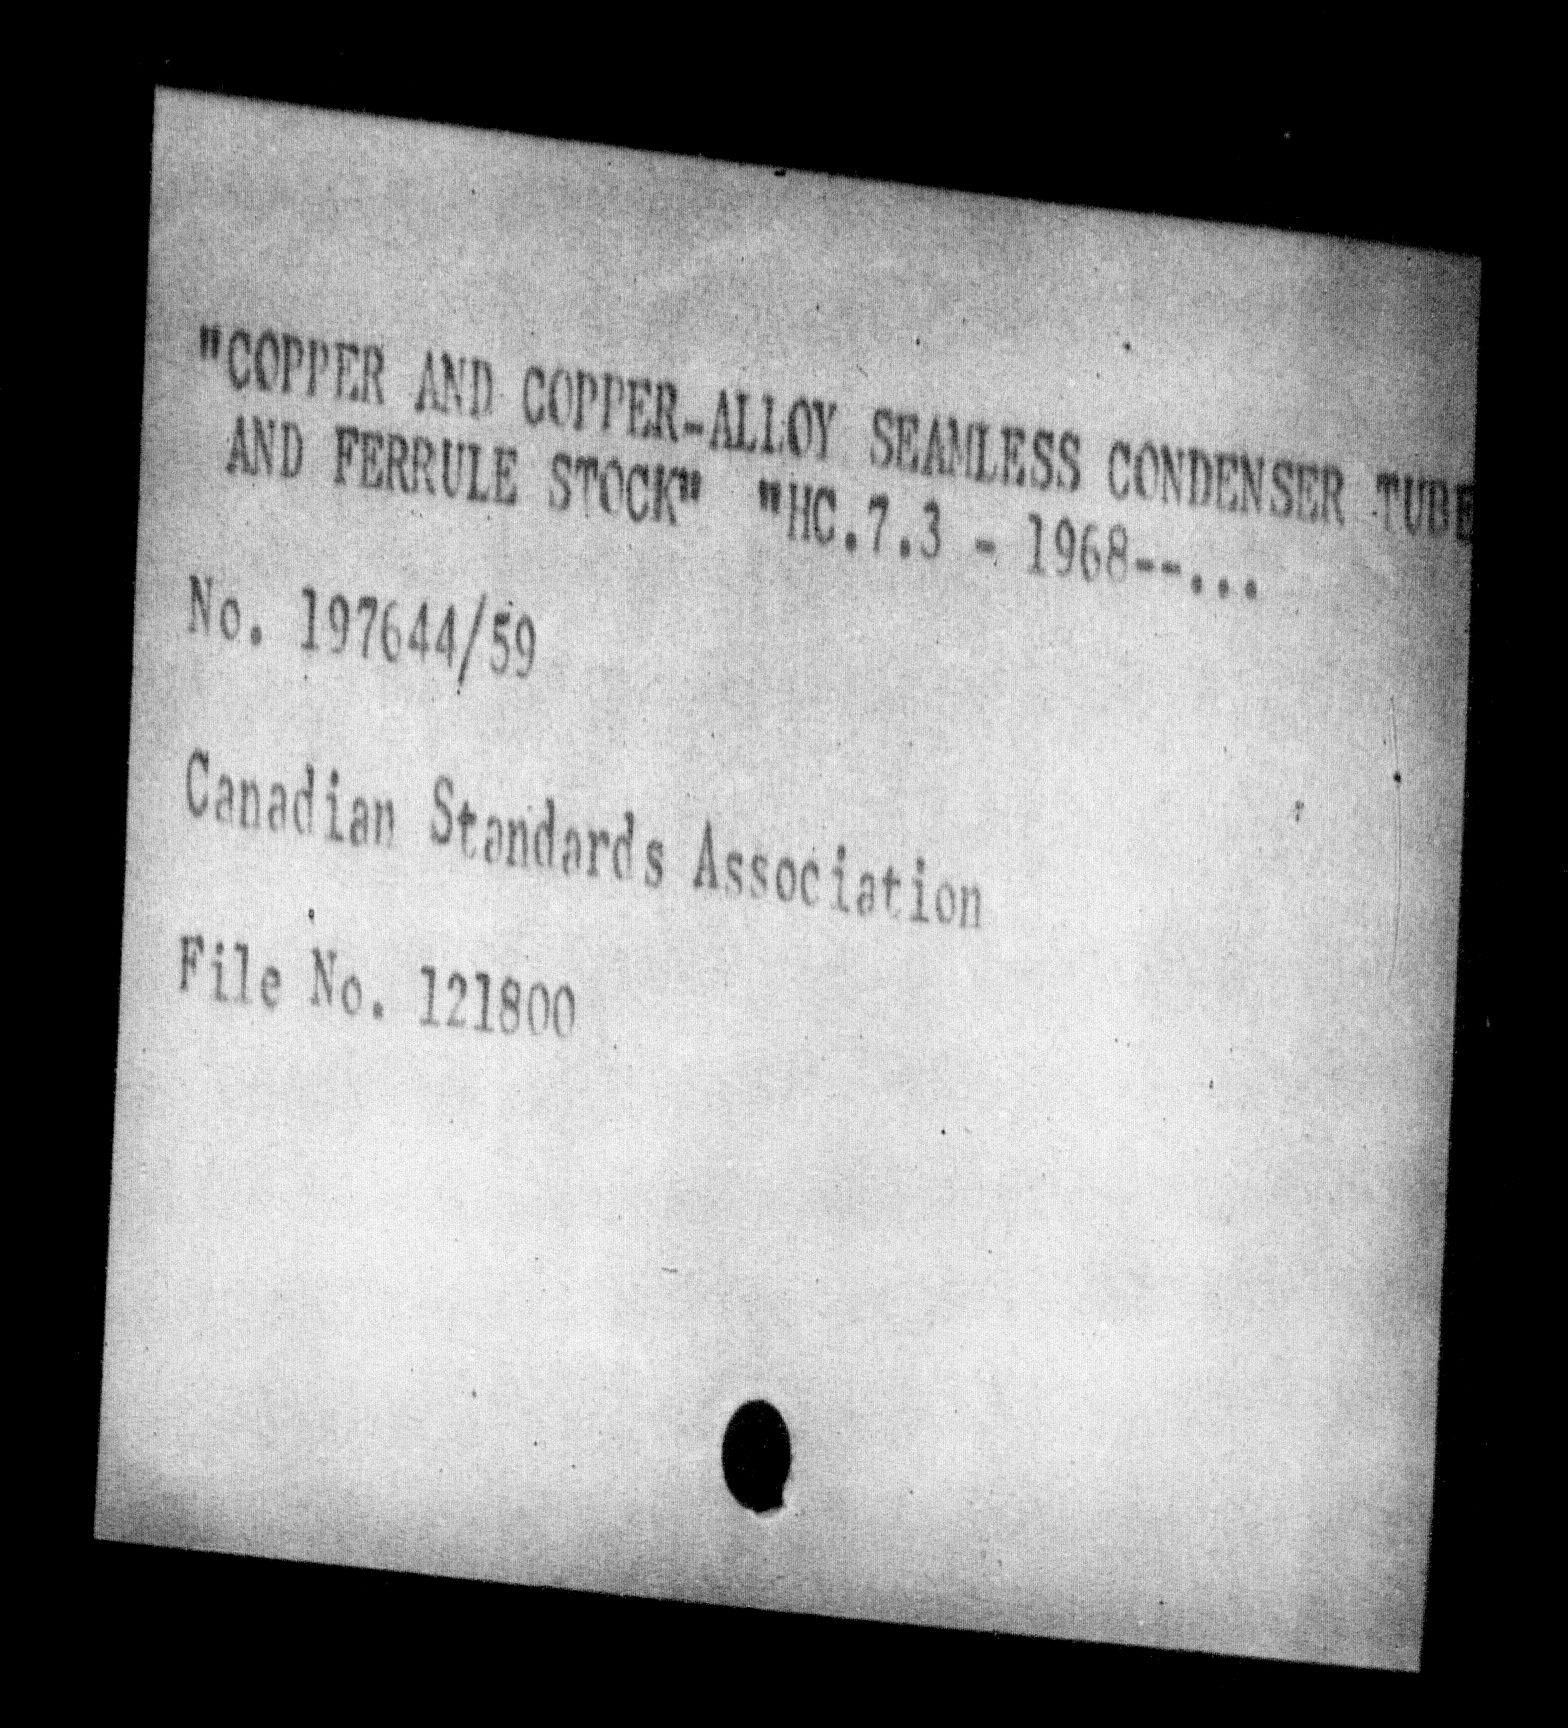 "COPPER AND COPPER-ALLOY SEAMLESS CONDENSER TUBE
AND FERRULE STOCK" "HC.7.3 - 1968--...
No. 197644/59
Canadian Standards Association
File No. 121800